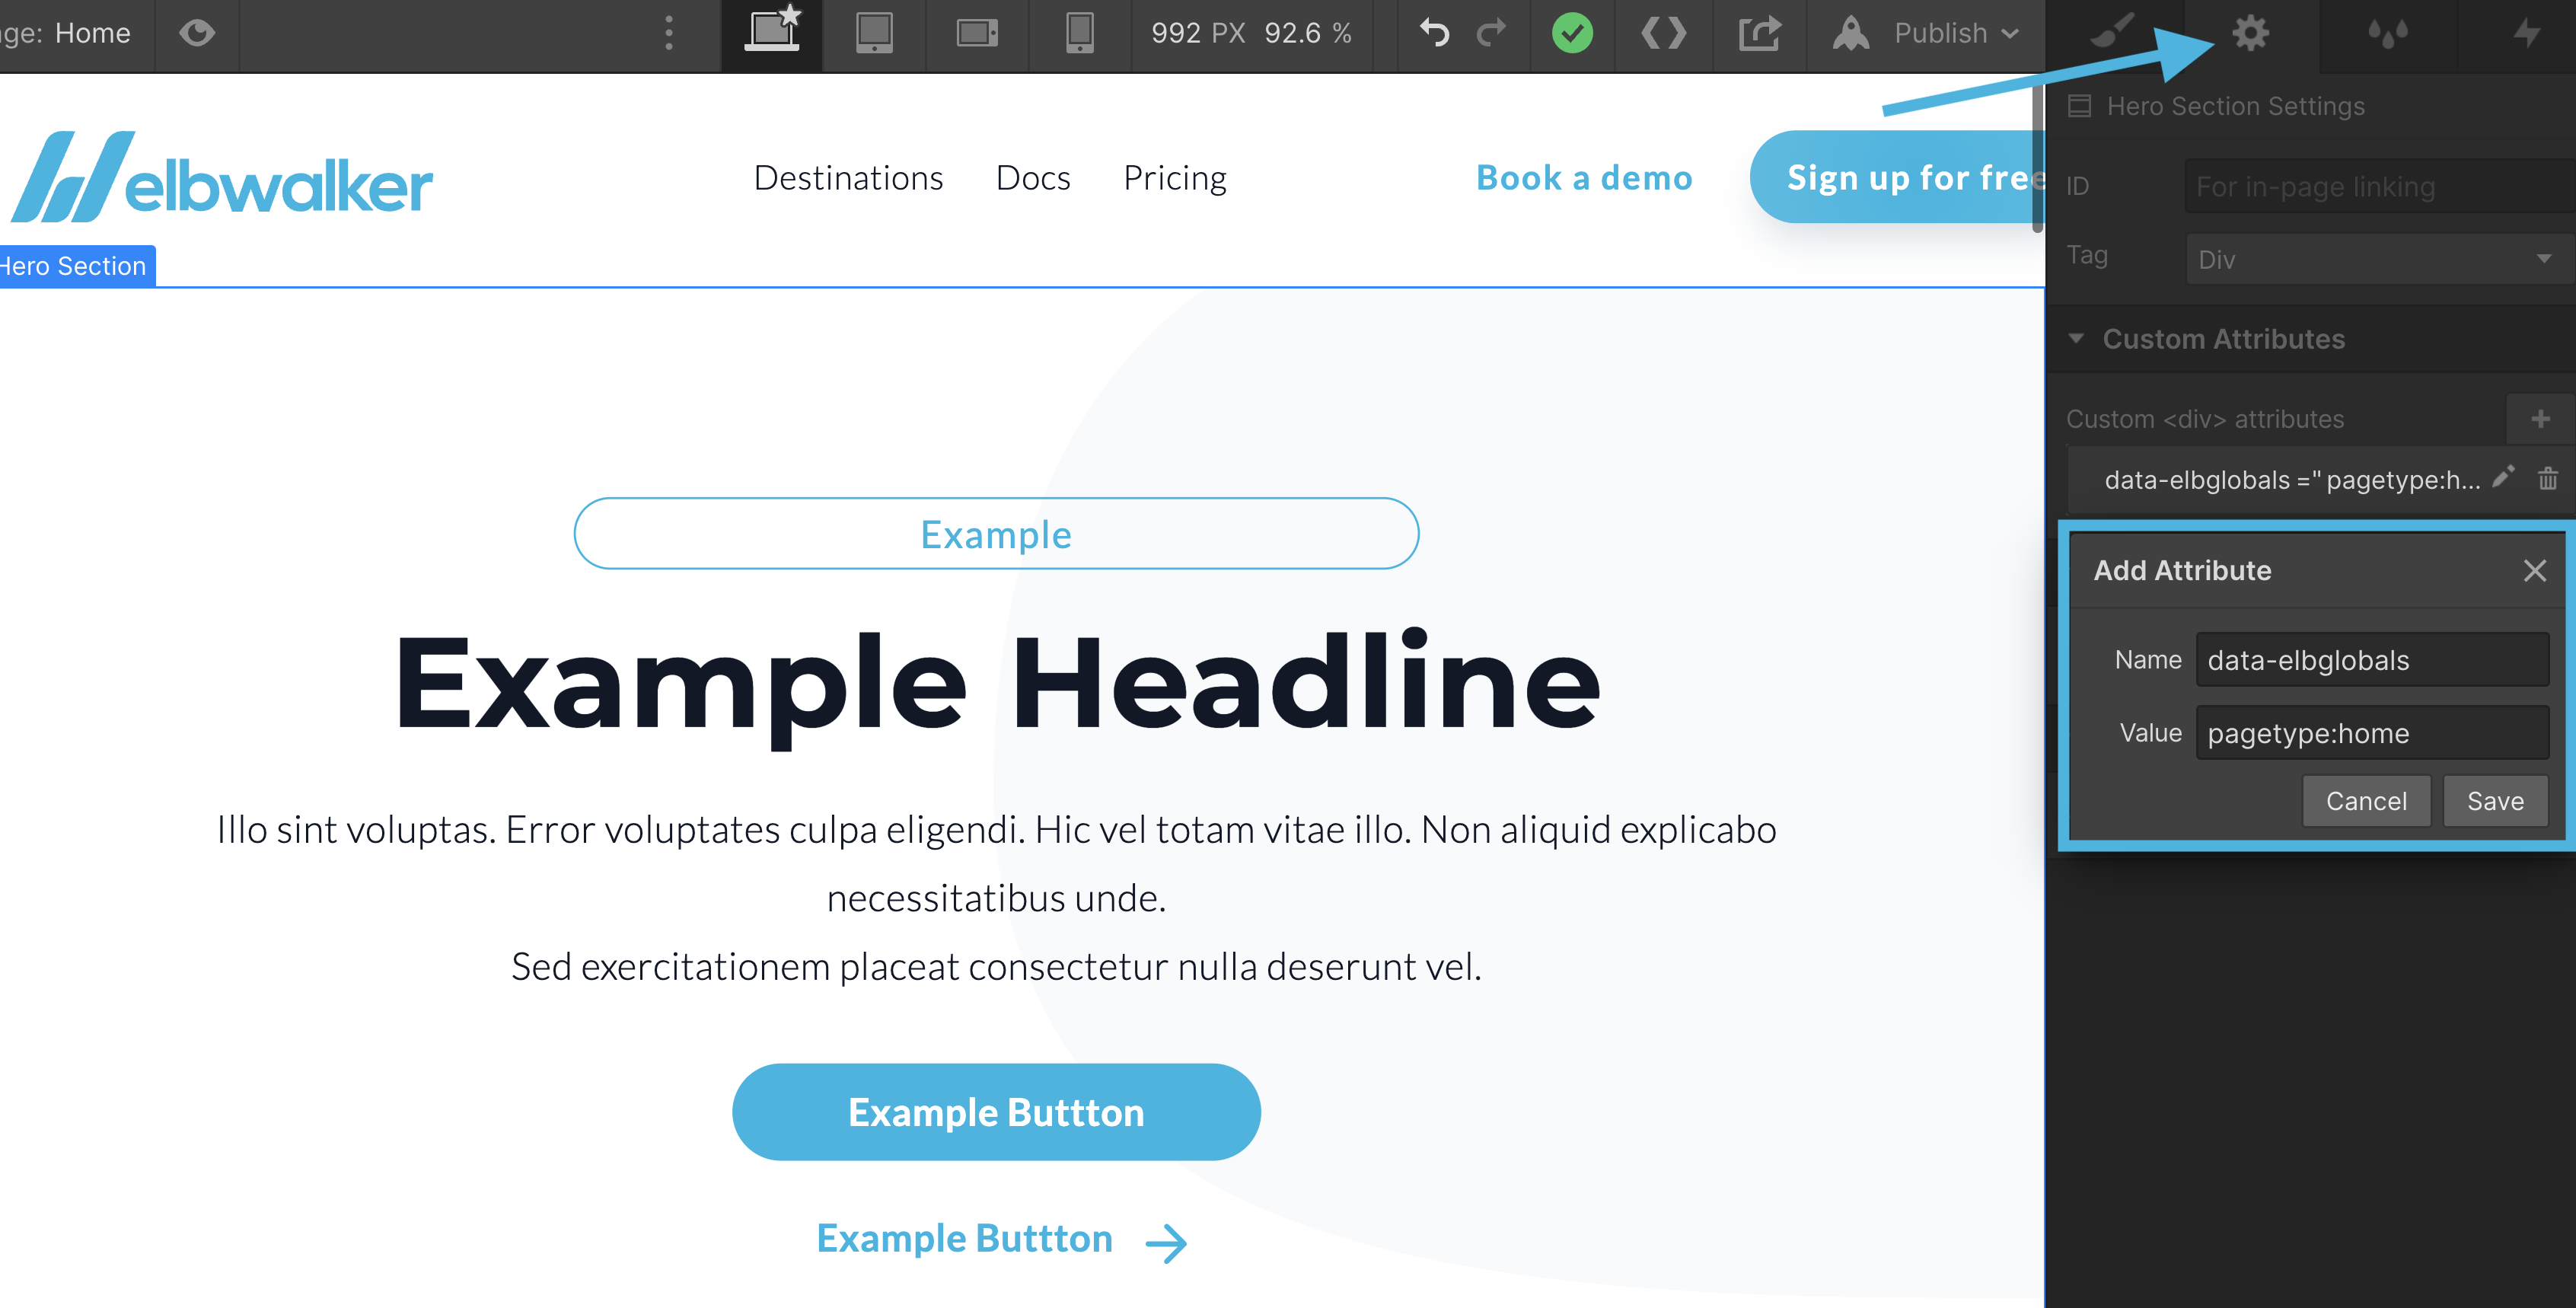 ge: Home
992 PX 92.6 %
Publish
elbwalker
Destinations Docs Pricing
Book a demo
Sign up for free
Hero Section
Example
Example Headline
Illo sint voluptas. Error voluptates culpa eligendi. Hic vel totam vitae illo. Non aliquid explicabo
necessitatibus unde.
Sed exercitationem placeat consectetur nulla deserunt vel.
Example Buttton
Example Buttton
Hero Section Settings
ID For in-page linking
Tag Div
Custom Attributes
Custom <div> attributes
data-elbglobals =" pagetype:h...
Add Attribute
Name data-elbglobals
Value pagetype:home
Cancel Save